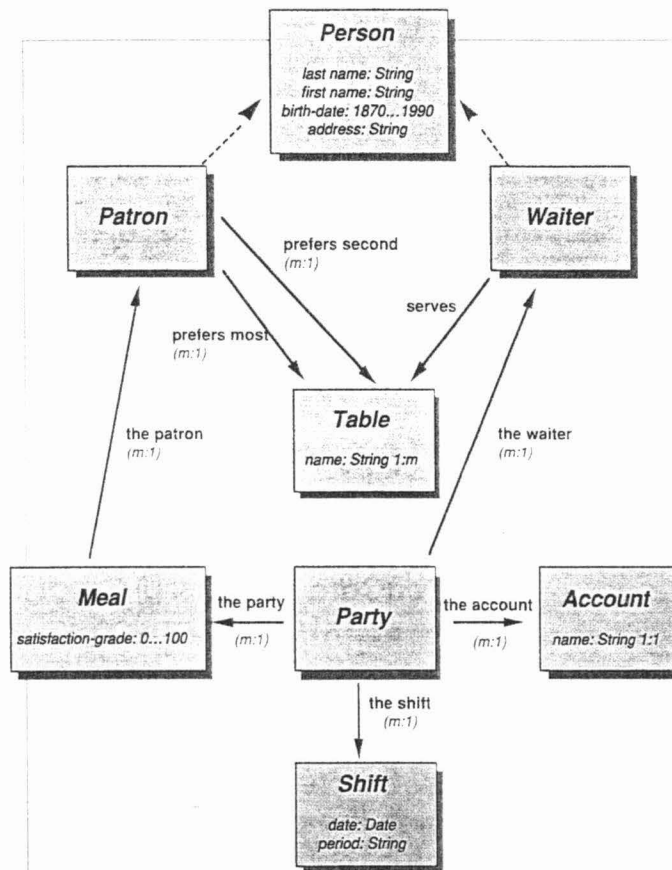 Person
last name: String
first name: String
birth-date: 1870...1990
address: String
Patron
Waiter
prefers second
(m:1)
serves
prefers most
(m:1)
Table
name: String 1:m
the patron
(m:1)
the waiter
(m:1)
Meal
satisfaction-grade: 0...100
the party
(m:1)
Party
the account
(m:1)
Account
name: String 1:1
the shift
(m:1)
Shift
date: Date
period: String